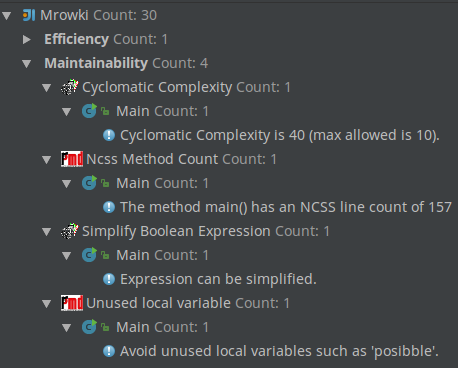 Mrowki Count: 30
Efficiency Count: 1
Maintainability Count: 4
Cyclomatic Complexity Count: 1
Main Count: 1
Cyclomatic Complexity is 40 (max allowed is 10).
Ncss Method Count Count: 1
Main Count: 1
The method main() has an NCSS line count of 157
Simplify Boolean Expression Count: 1
Main Count: 1
Expression can be simplified.
Unused local variable Count: 1
Main Count: 1
Avoid unused local variables such as 'posibble'.